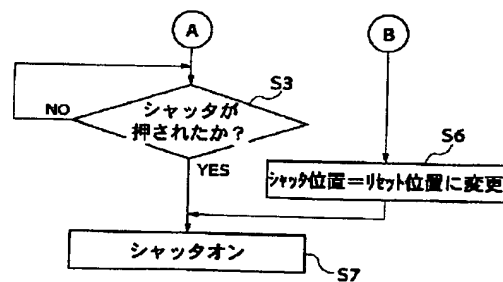 A
B
S3
シャッタが
押されたか？
NO
YES
S6
ｼｬｯﾀ位置＝ﾘｾｯﾄ位置に変更
シャッタオン
S7